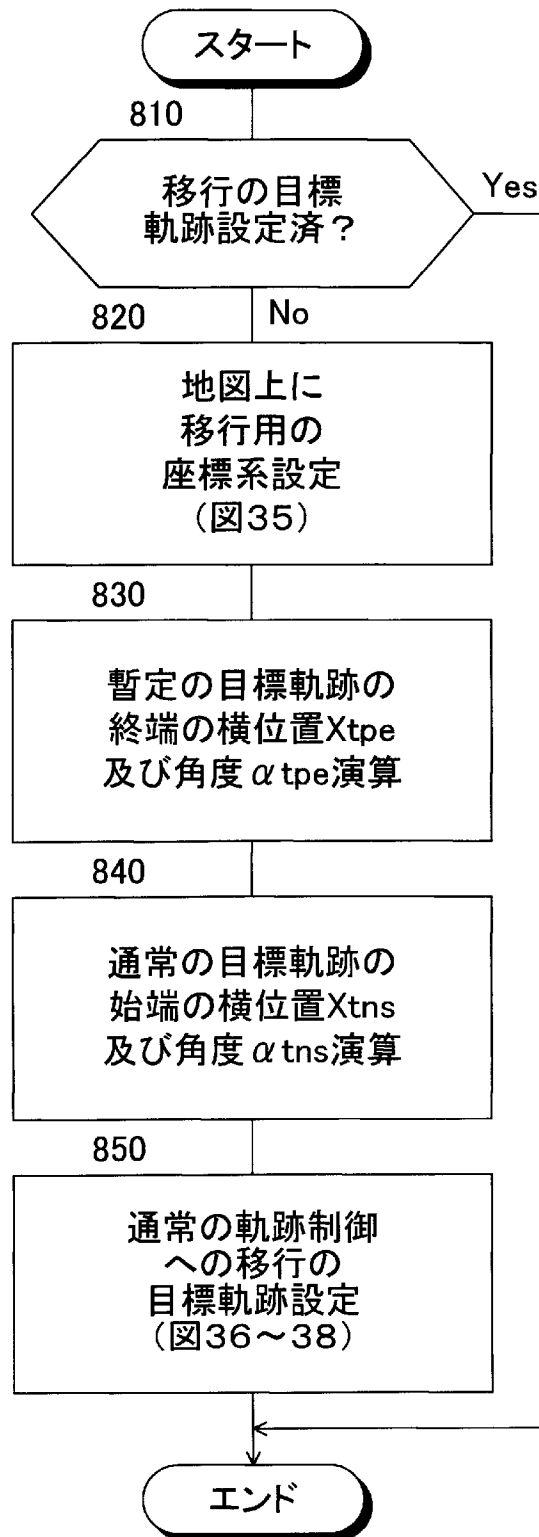 スタート
810
移行の目標
軌跡設定済？
Yes
820
No
地図上に
移行用の
座標系設定
(図35)
830
暫定の目標軌跡の
終端の横位置Xtpe
及び角度αtpe演算
840
通常の目標軌跡の
始端の横位置Xtns
及び角度αtns演算
850
通常の軌跡制御
への移行の
目標軌跡設定
(図36～38)
エンド